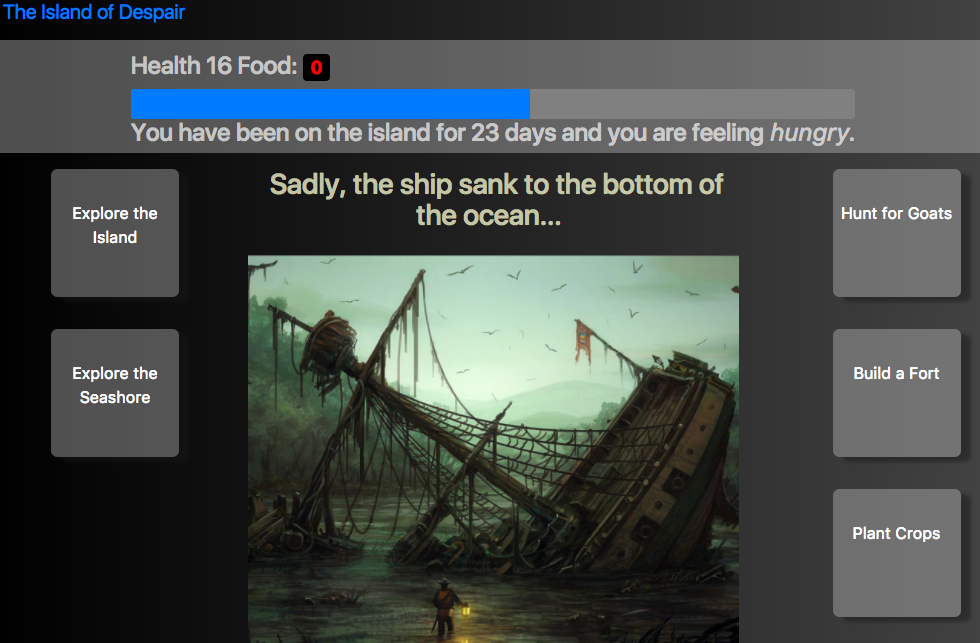 The Island of Despair
Health 16 Food: 0
You have been on the island for 23 days and you are feeling hungry.
Explore the
Island
Sadly, the ship sank to the bottom of
the ocean...
Hunt for Goats
Explore the
Seashore
Build a Fort
Plant Crops